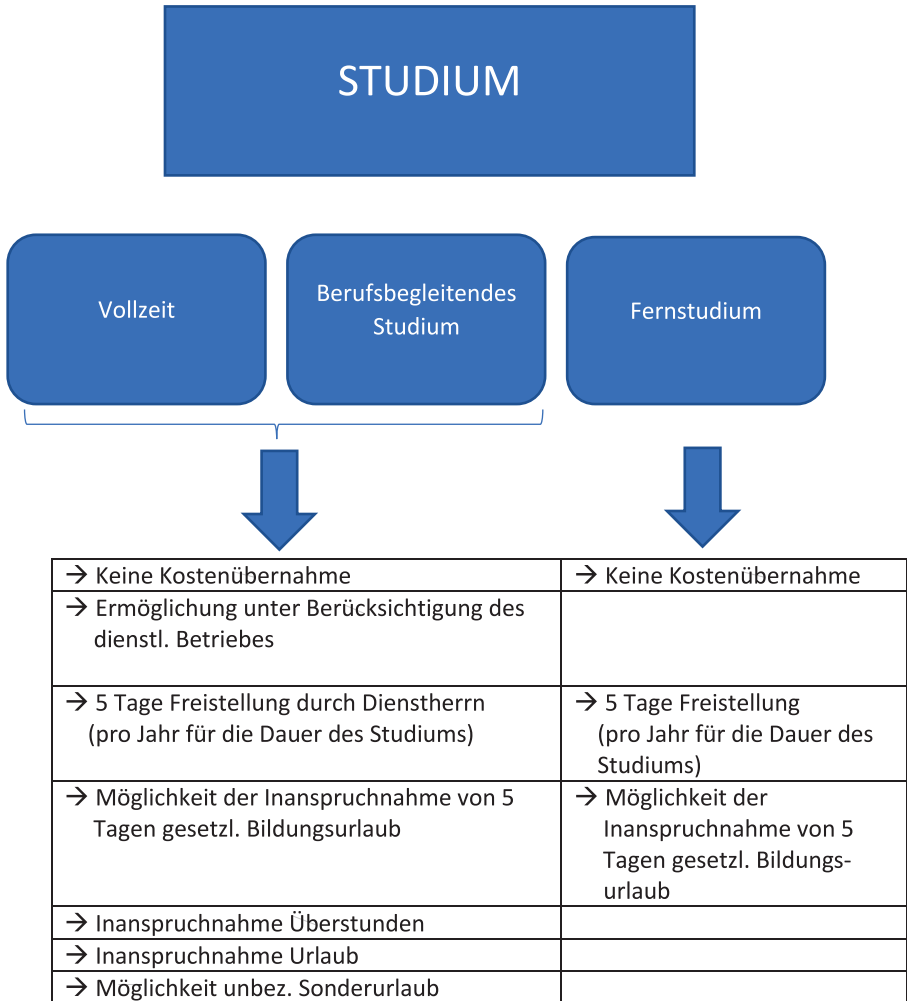 STUDIUM
Vollzeit
Berufsbegleitendes
Studium
Fernstudium
→ Keine Kostenübernahme
→ Keine Kostenübernahme
→ Ermöglichung unter Berücksichtigung des
dienstl. Betriebes
→ 5 Tage Freistellung durch Dienstherrn
(pro Jahr für die Dauer des Studiums)
→ 5 Tage Freistellung
(pro Jahr für die Dauer des
Studiums)
→ Möglichkeit der Inanspruchnahme von 5
Tagen gesetzl. Bildungsurlaub
→ Möglichkeit der
Inanspruchnahme von 5
Tagen gesetzl. Bildungs-
urlaub
→ Inanspruchnahme Überstunden
→ Inanspruchnahme Urlaub
→ Möglichkeit unbez. Sonderurlaub